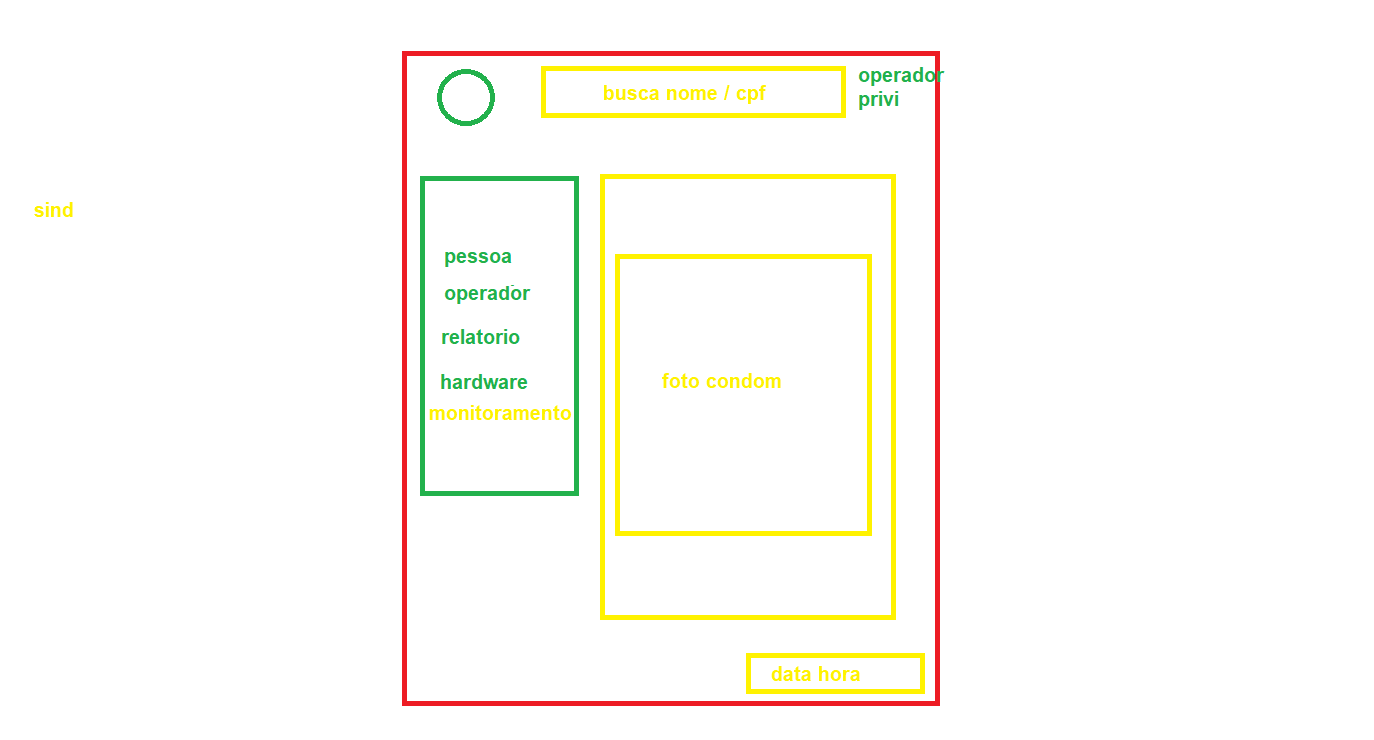 busca nome / cpf
operador
privi
sind
pessoa
operador
relatorio
hardware
monitoramento
foto condom
data hora